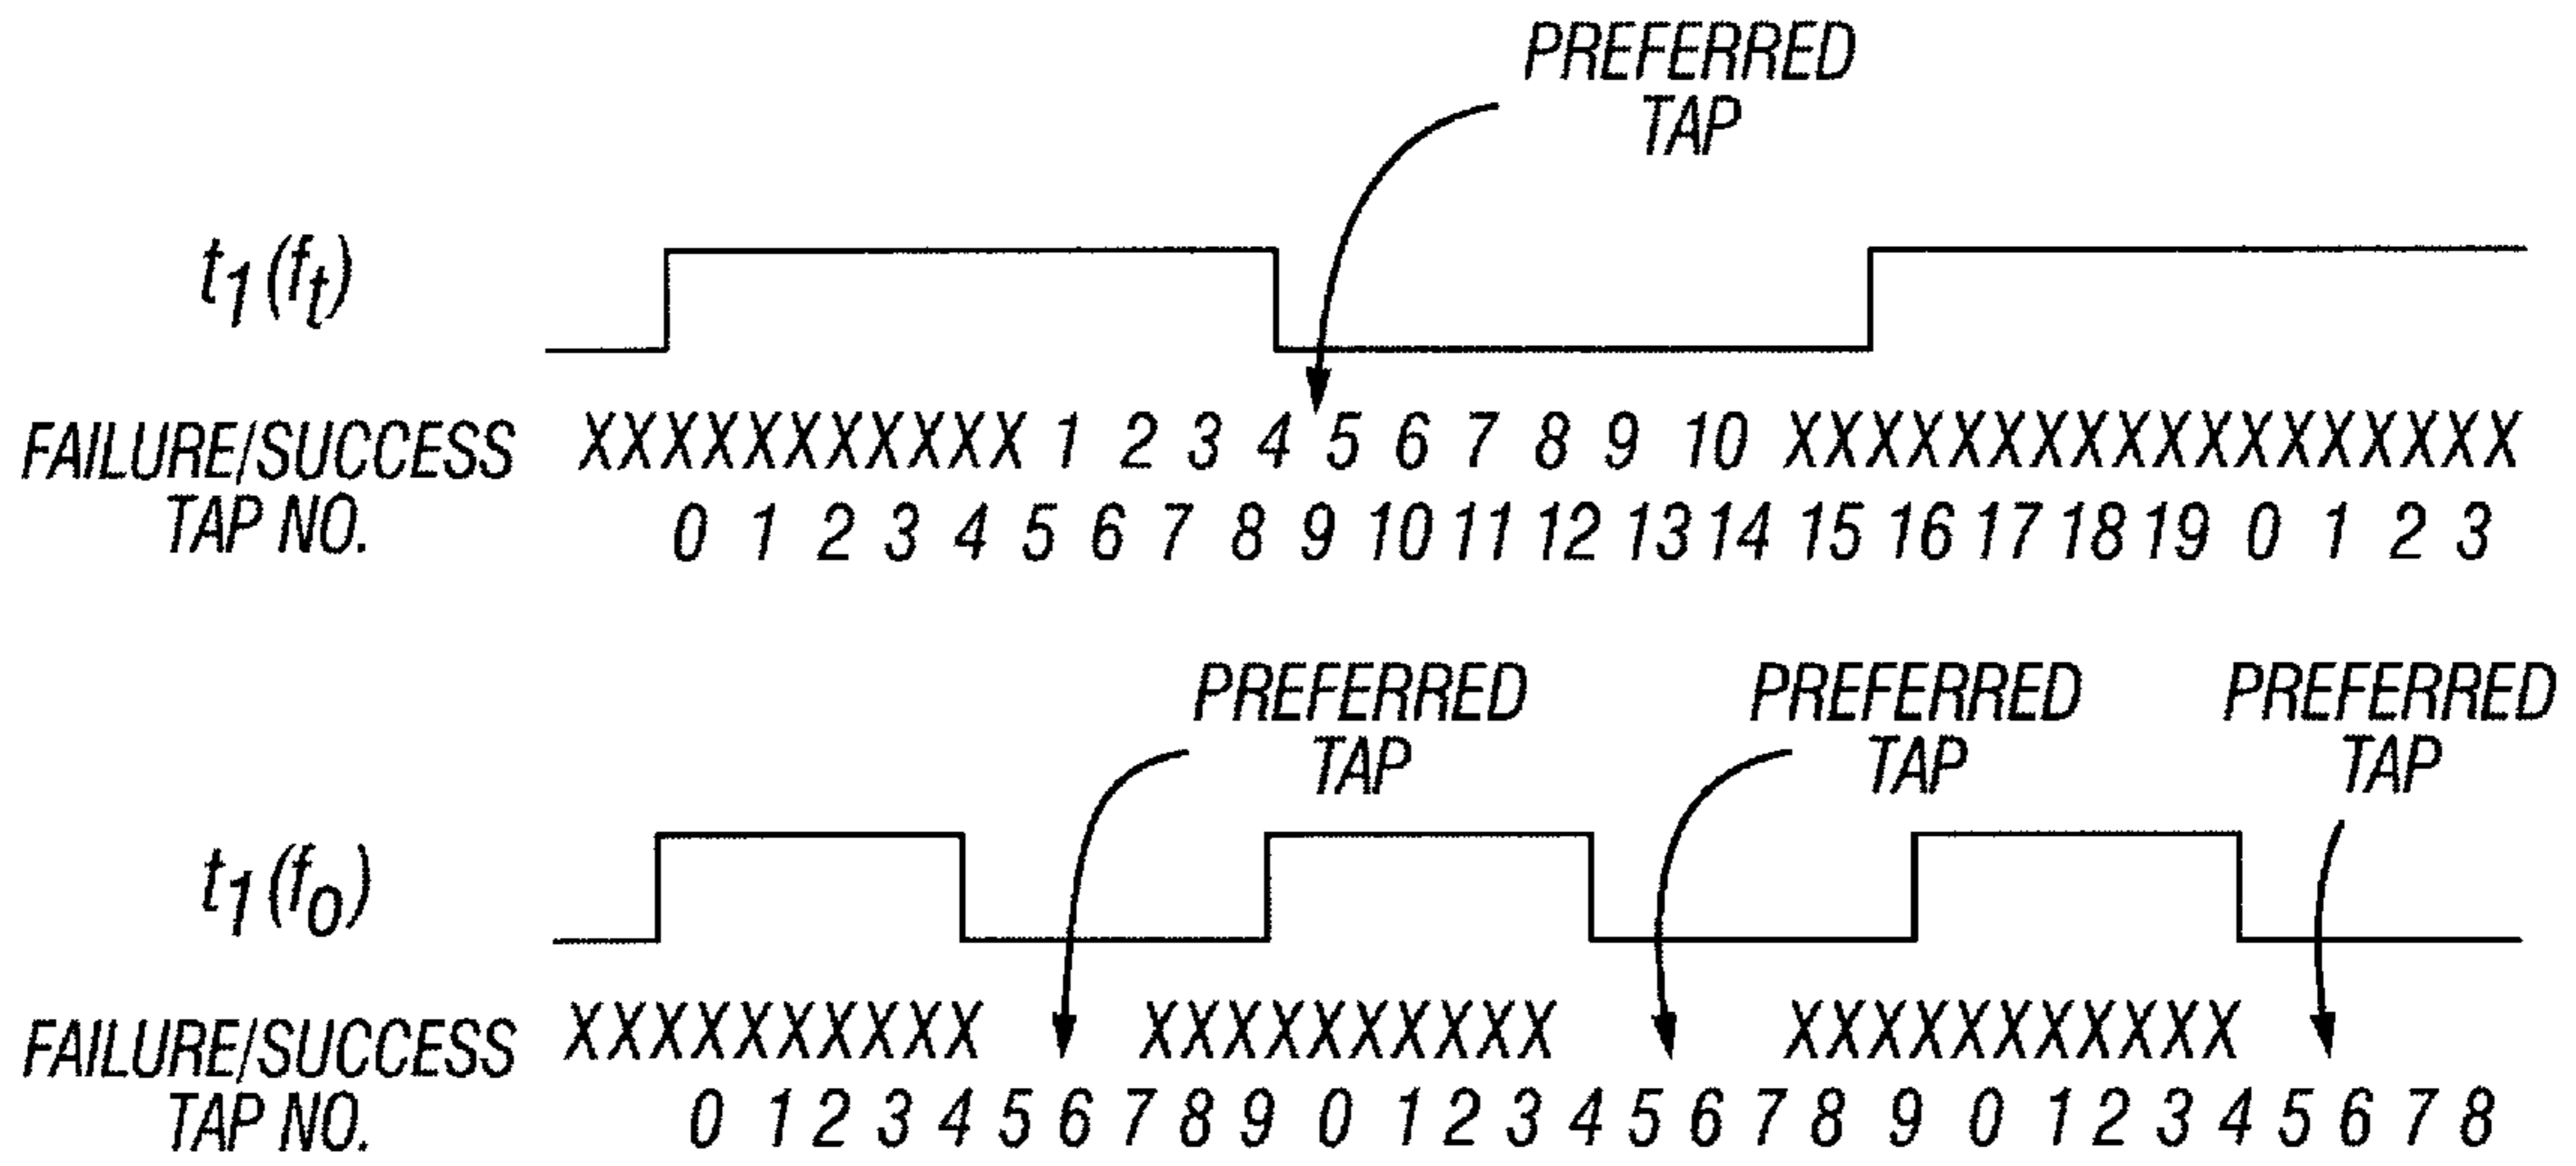 PREFERRED
TAP
t1(ft)
FAILURE/SUCCESS XXXXXXXXXXX 1 2 3 4 5 6 7 8 9 10 XXXXXXXXXXXXXXXXXX
TAP NO. 0 1 2 3 4 5 6 7 8 9 10 11 12 13 14 15 16 17 18 19 0 1 2 3
PREFERRED PREFERRED PREFERRED
TAP TAP TAP
t1(fo)
FAILURE/SUCCESS XXXXXXXXXX XXXXXXXXXX XXXXXXXXXXX
TAP NO. 0 1 2 3 4 5 6 7 8 9 0 1 2 3 4 5 6 7 8 9 0 1 2 3 4 5 6 7 8